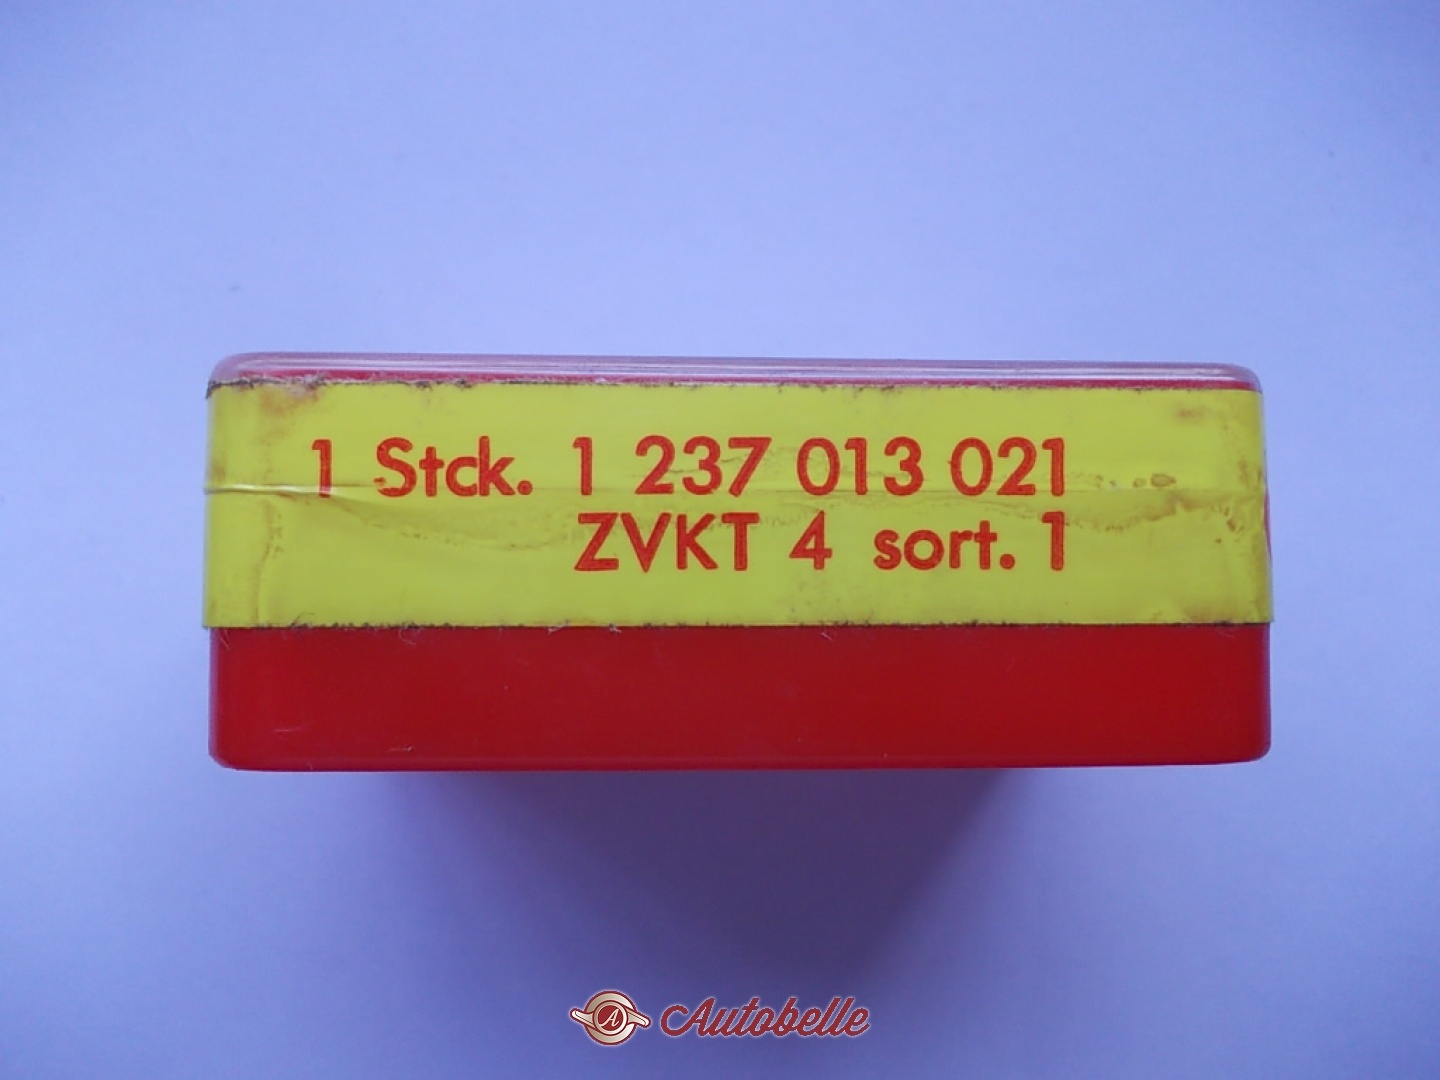 1 Stck. 1 237 013 021
ZVKT 4 sort. 1
A Autobelle